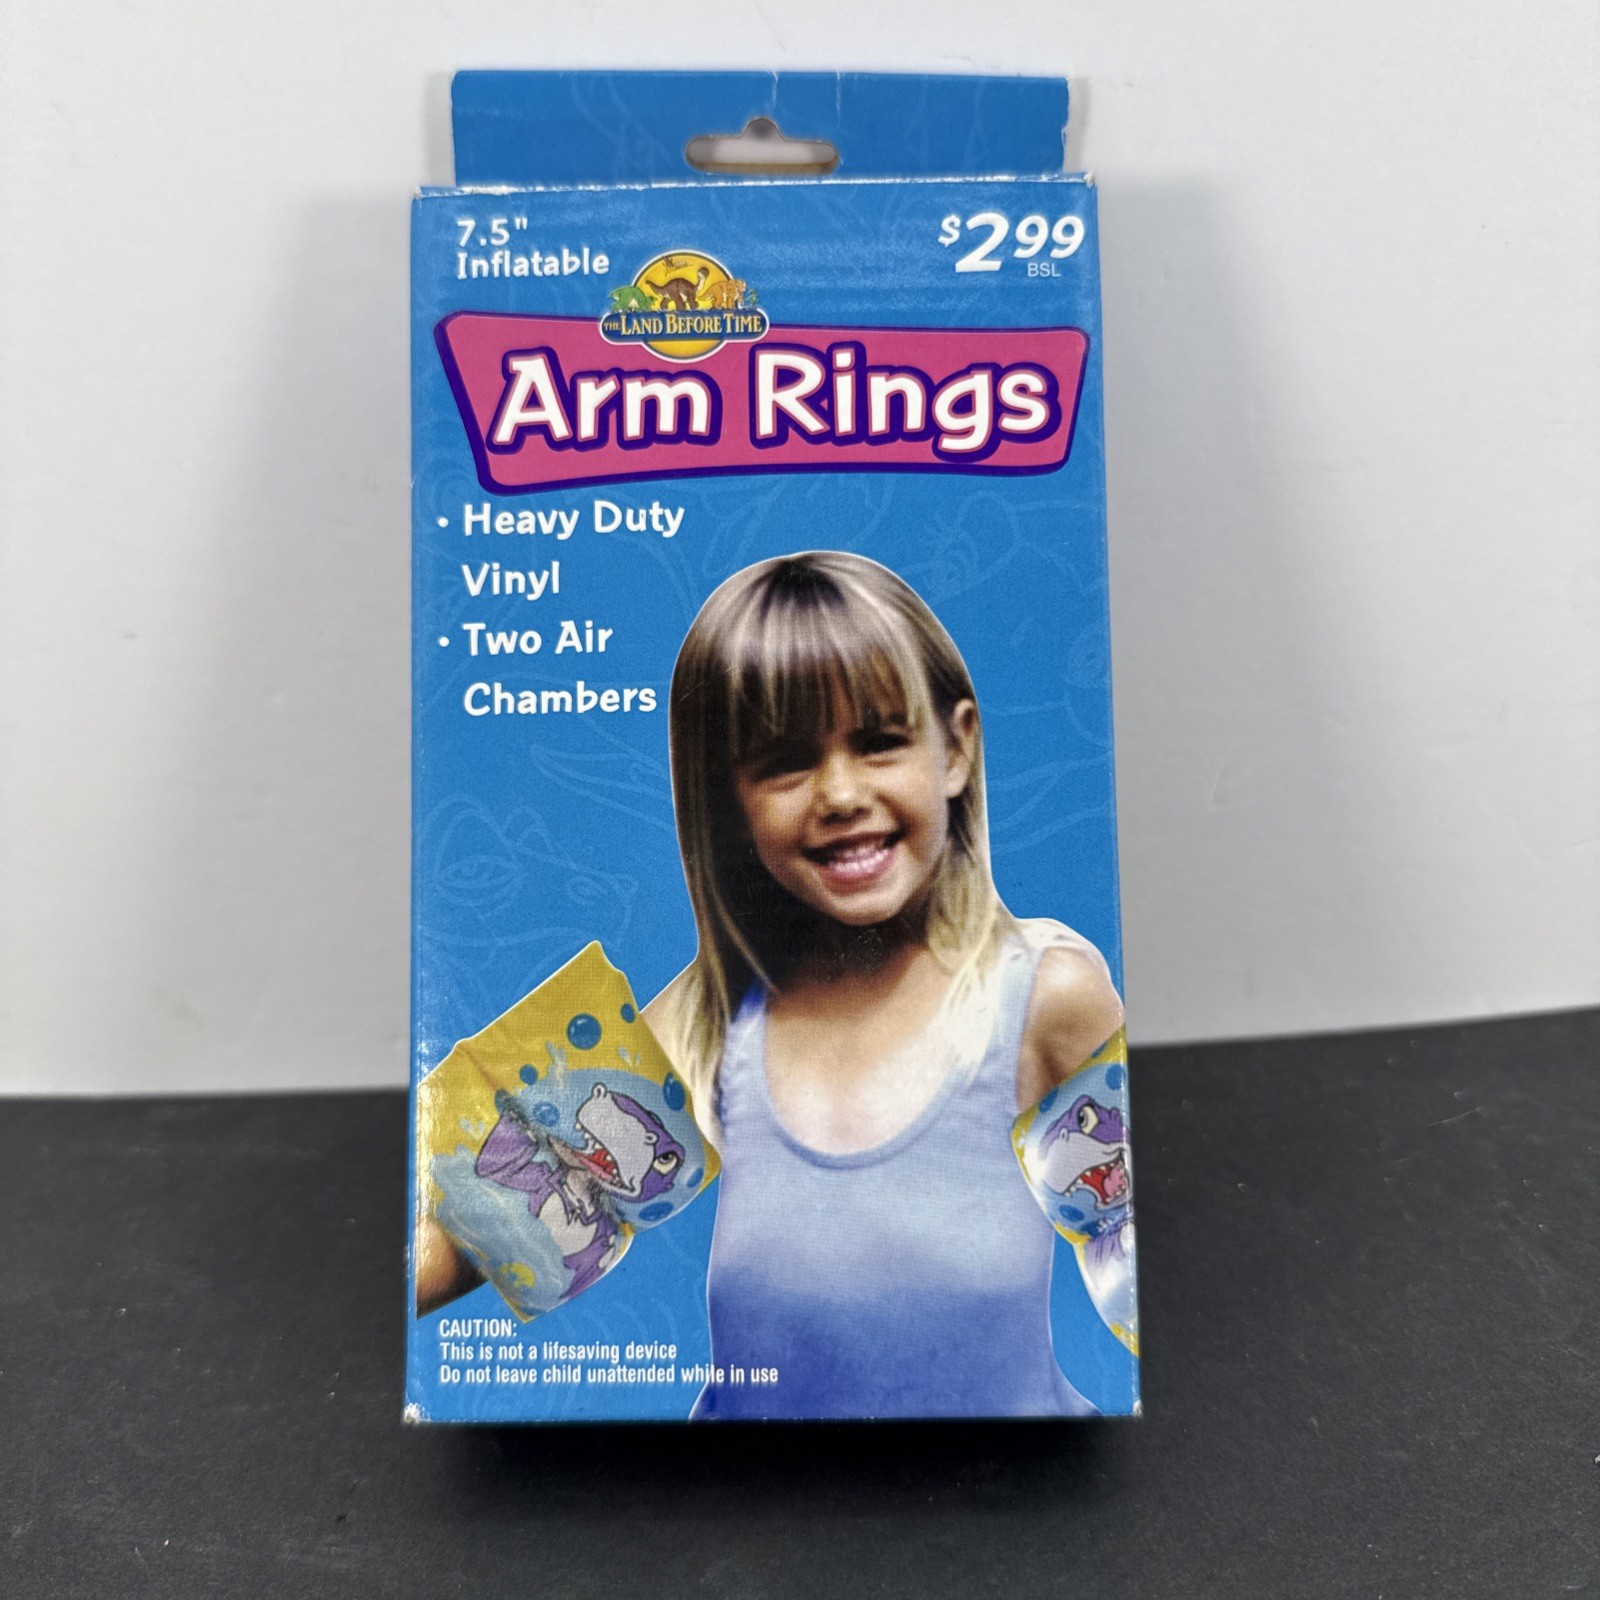 7.5"
Inflatable
$2.99
BSL
THE LAND BEFORE TIME
Arm Rings
• Heavy Duty
Vinyl
• Two Air
Chambers
CAUTION:
This is not a lifesaving device
Do not leave child unattended while in use